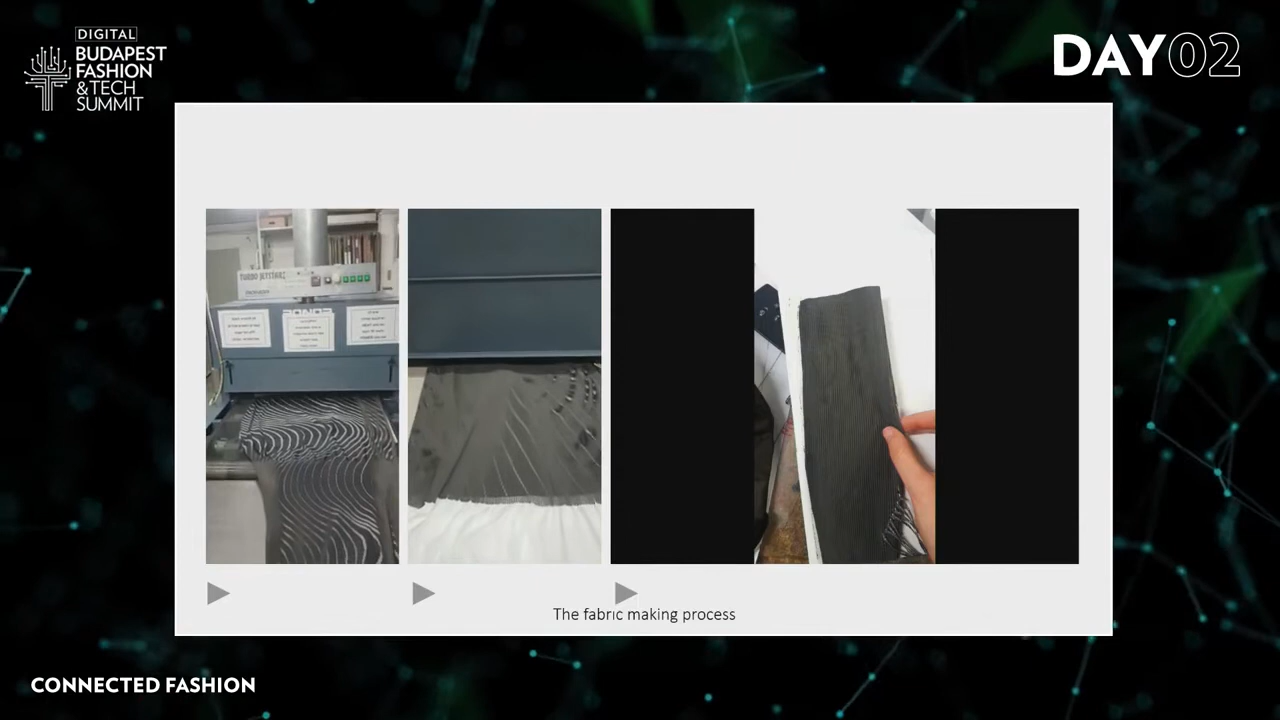 DIGITAL
BUDAPEST
FASHION
&TECH
SUMMIT
DAY02
The fabric making process
CONNECTED FASHION